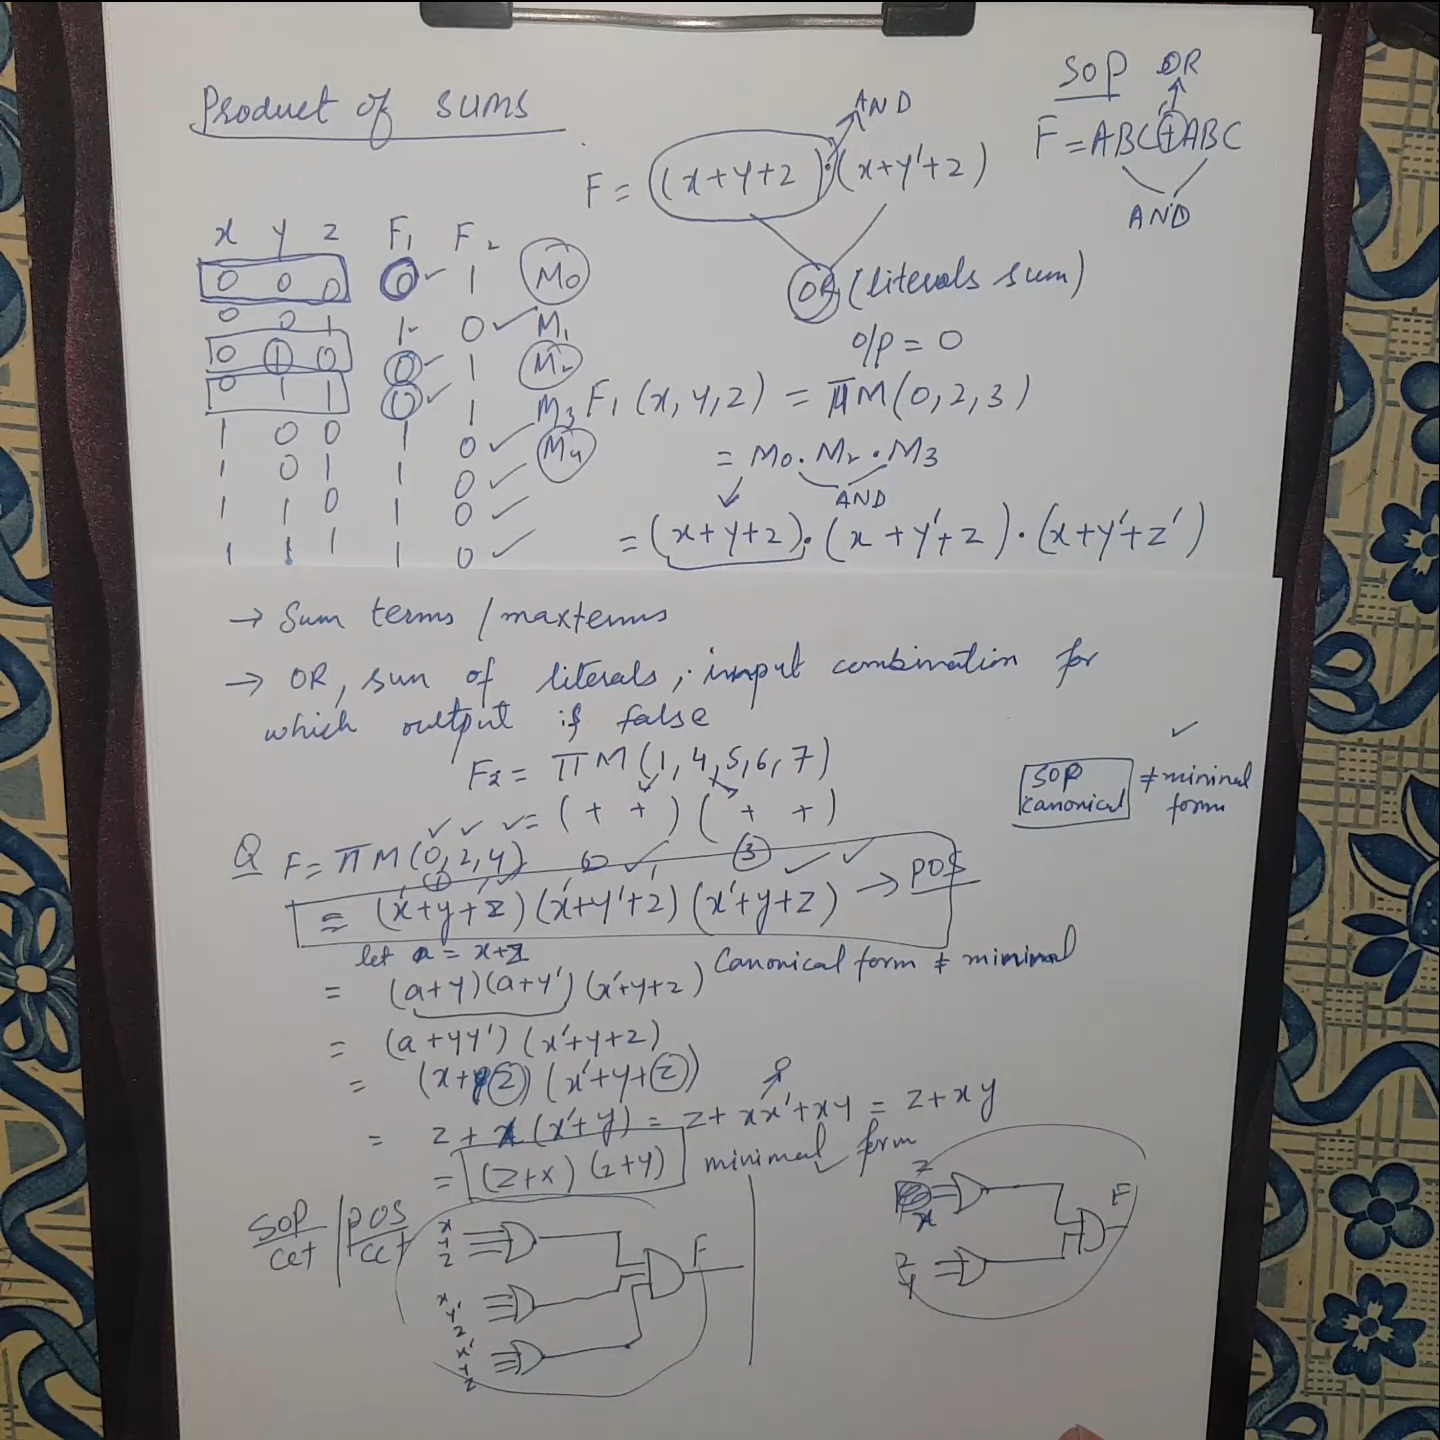 Product of sums
SOP OR
AND
F = (x+y+z)·(x+y'+z)
F = ABC + ABC
AND
x y z F1 F2
0 0 0 0 1 M0
OR (literals sum)
0 0 1 1 0 M1
o/p = 0
0 1 0 0 1 M2
0 1 1 0 1 M3
F1 (x, y, z) = πM(0, 2, 3)
1 0 0 1 0 M4
= M0 . M2 . M3
1 0 1 1 0
AND
1 1 0 1 0
1 1 1 1 0
= (x+y+z).(x+y'+z).(x+y'+z')
→ Sum terms / maxterms
→ OR, sum of literals, input combination for
which output is false
F2 = πM(1, 4, 5, 6, 7)
SOP canonical ≠ mininal form
= ( + + ) ( + + )
Q F = πM(0, 2, 4)
= (x+y+z)(x+y'+z)(x'+y+z) → POS
let a = x+z
Canonical form ≠ minimal
= (a+y)(a+y')(x'+y+z)
= (a+yy')(x'+y+z)
= (x+z)(x'+y+z)
0
= z+x(x'+y) = z+xx'+xy = z+xy
= (z+x)(z+y) minimal form
SOP/cct | POS/cct
x y z
F
x y' z
x' y z
z x
F
z y